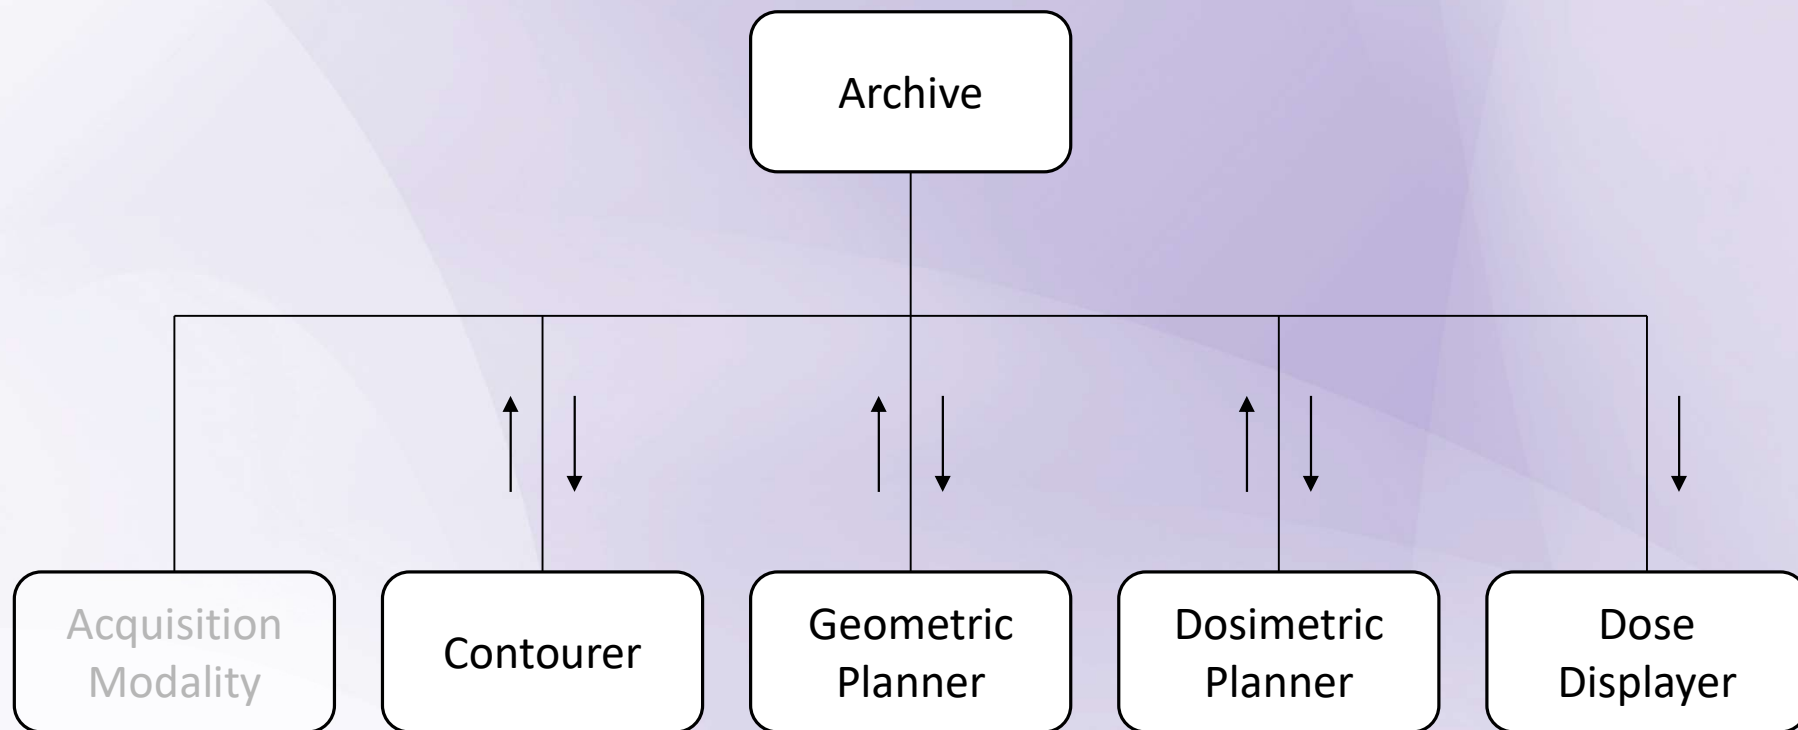 Archive
Acquisition
Modality
Contourer
Geometric
Planner
Dosimetric
Planner
Dose
Displayer